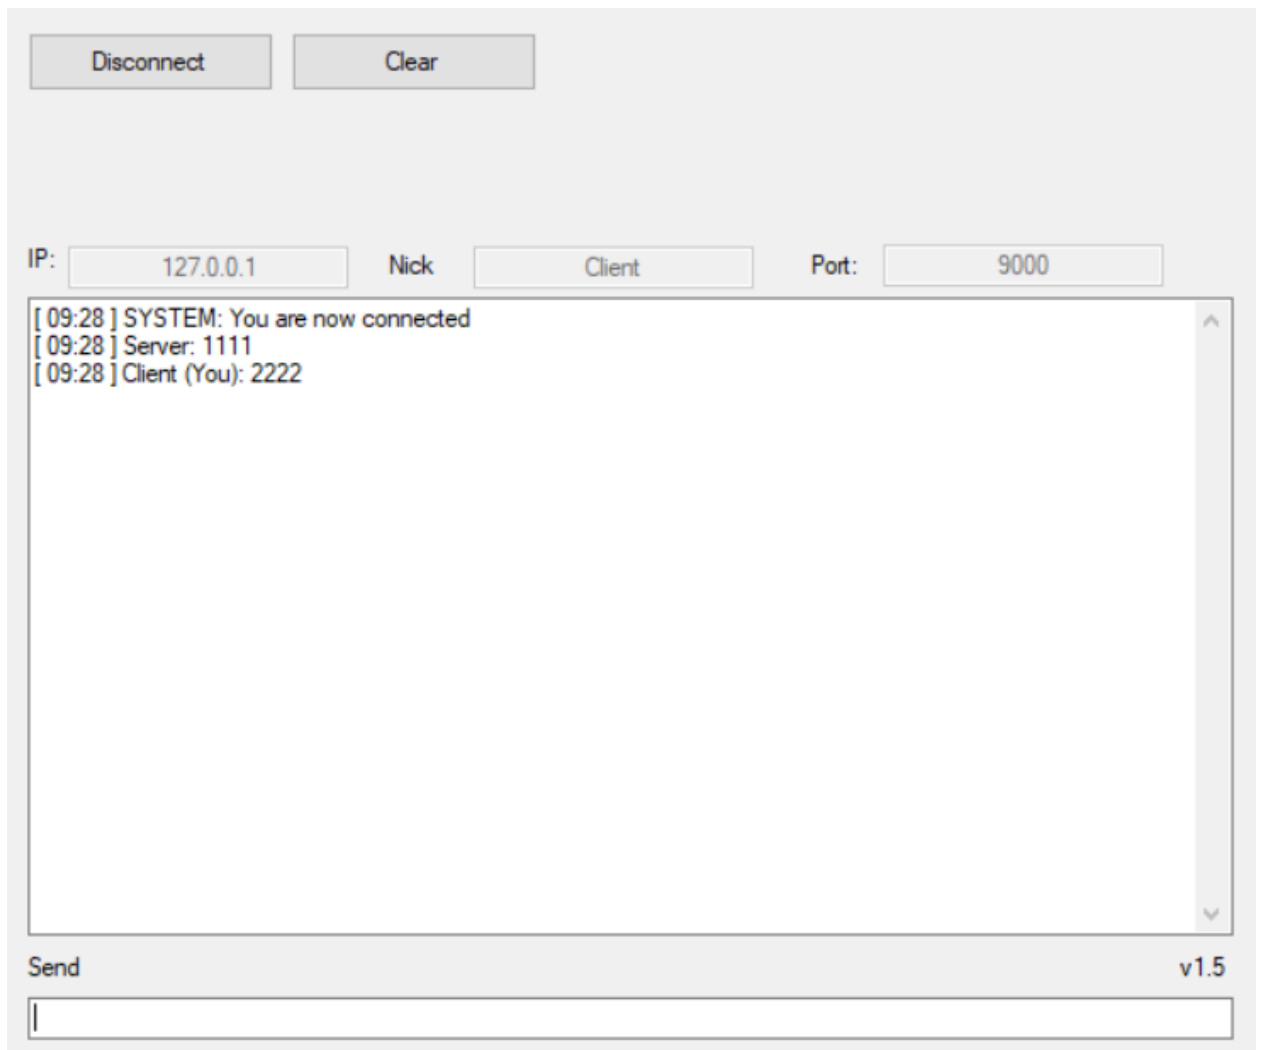 Disconnect Clear
IP: 127.0.0.1 Nick Client Port: 9000
[ 09:28 ] SYSTEM: You are now connected
[ 09:28 ] Server: 1111
[ 09:28 ] Client (You): 2222
Send v1.5